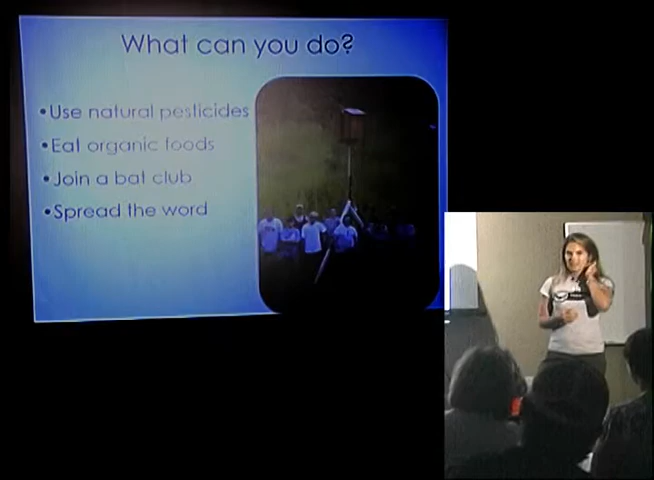 What can you do?
•Use natural pesticides
•Eat organic foods
•Join a bat club
•Spread the word